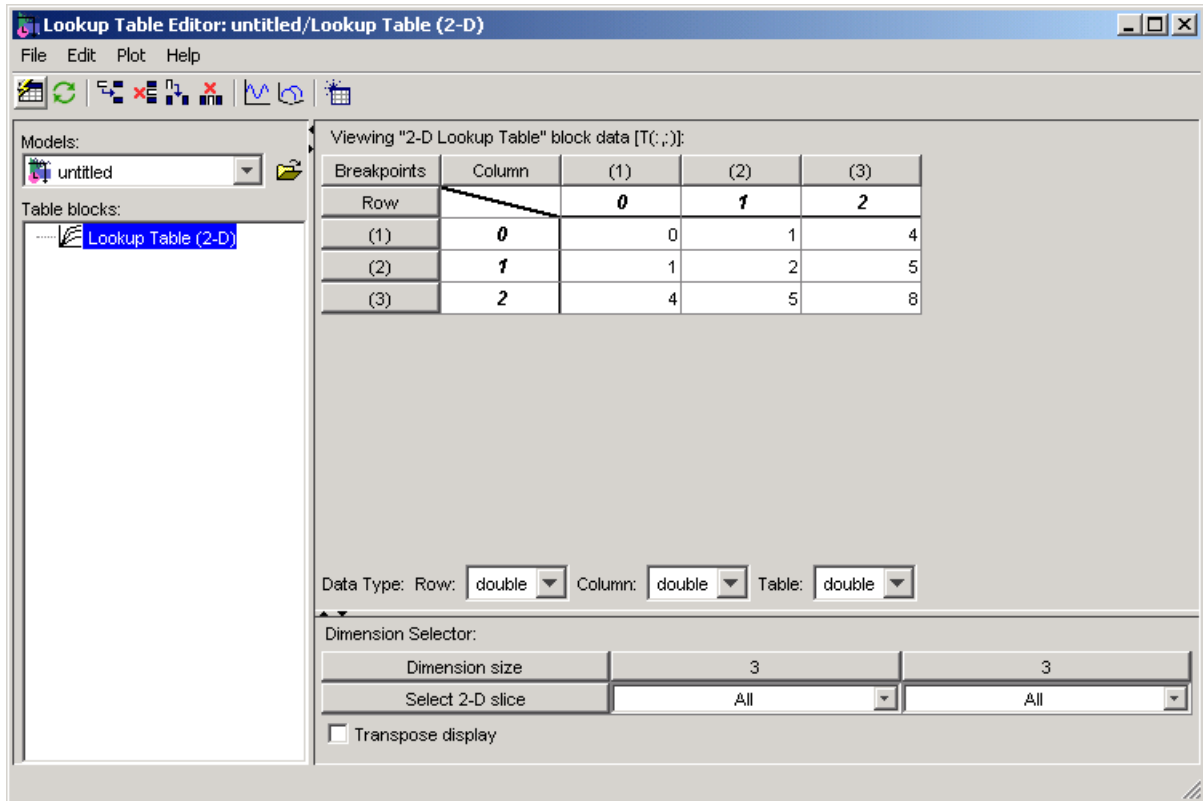 Lookup Table Editor: untitled/Lookup Table (2-D)
File Edit Plot Help
Models:
untitled
Table blocks:
Lookup Table (2-D)
Viewing "2-D Lookup Table" block data [T(:,:)]:
Breakpoints Column (1) (2) (3)
Row 0 1 2
(1) 0 0 1 4
(2) 1 1 2 5
(3) 2 4 5 8
Data Type: Row: double Column: double Table: double
Dimension Selector:
Dimension size 3 3
Select 2-D slice All All
Transpose display